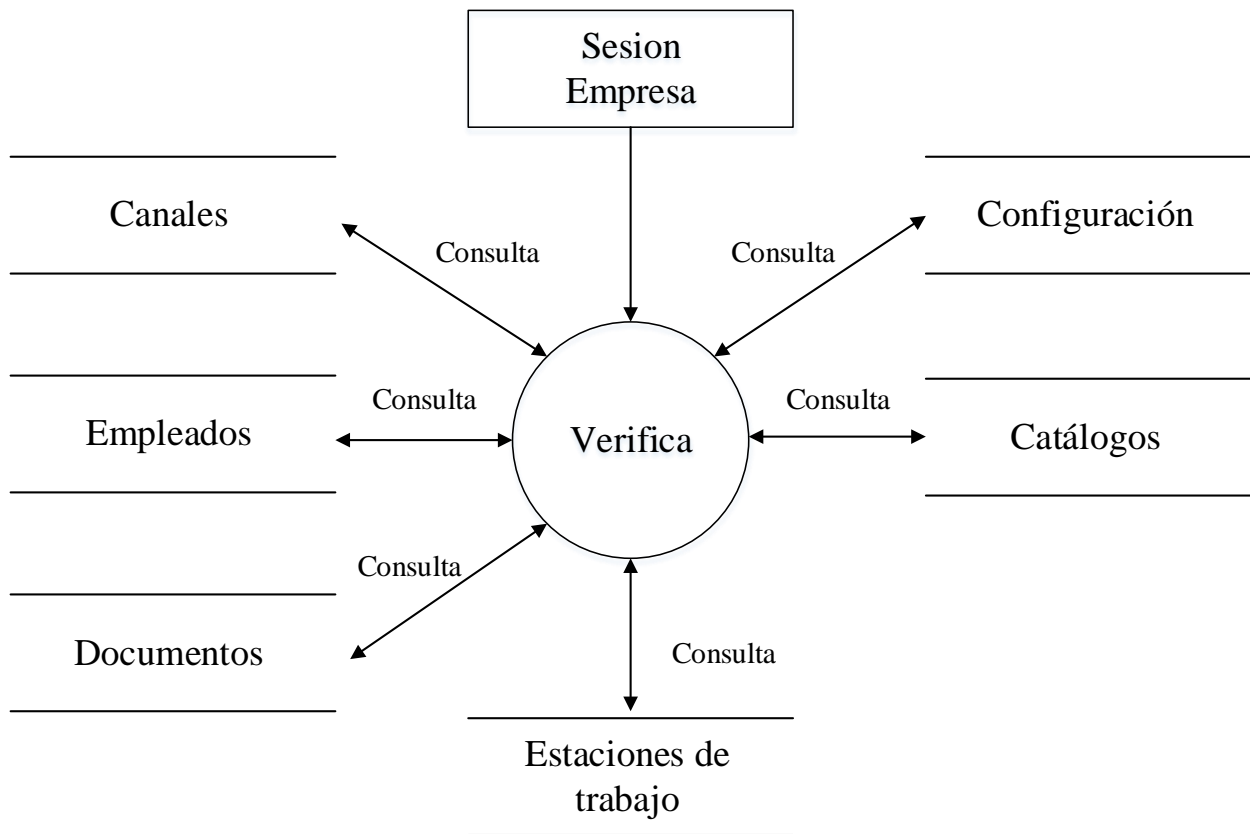 Sesion
Empresa
Canales
Configuración
Consulta
Consulta
Empleados
Consulta
Verifica
Consulta
Catálogos
Documentos
Consulta
Consulta
Estaciones de
trabajo